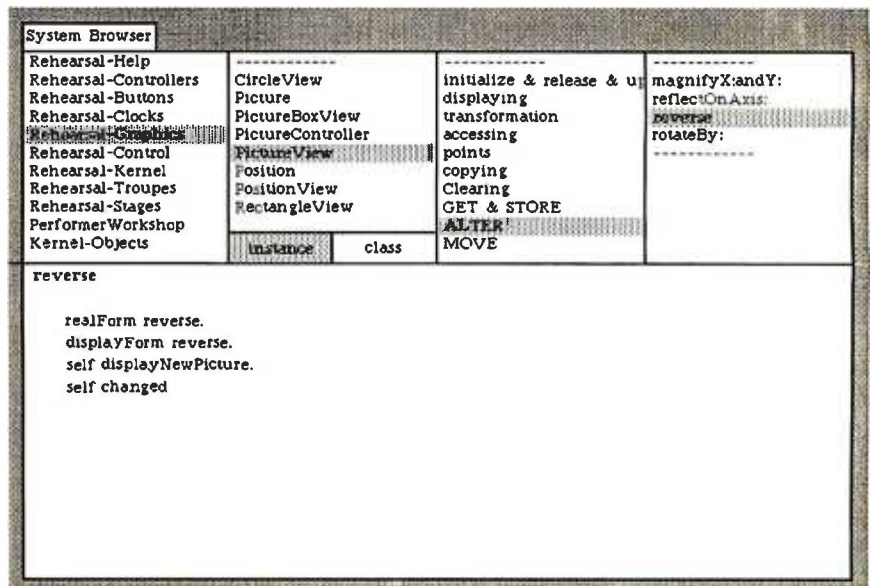 System Browser
Rehearsal-Help
Rehearsal-Controllers
Rehearsal-Buttons
Rehearsal-Clocks
Rehearsal-Graphics
Rehearsal-Control
Rehearsal-Kernel
Rehearsal-Troupes
Rehearsal-Stages
PerformerWorkshop
Kernel-Objects
------------
CircleView
Picture
PictureBoxView
PictureController
PictureView
Position
PositionView
RectangleView
instance
class
------------
initialize & release & up
displaying
transformation
accessing
points
copying
Clearing
GET & STORE
ALTER!
MOVE
------------
magnifyX:andY:
reflectOnAxis:
reverse
rotateBy:
------------
reverse
realForm reverse.
displayForm reverse.
self displayNewPicture.
self changed